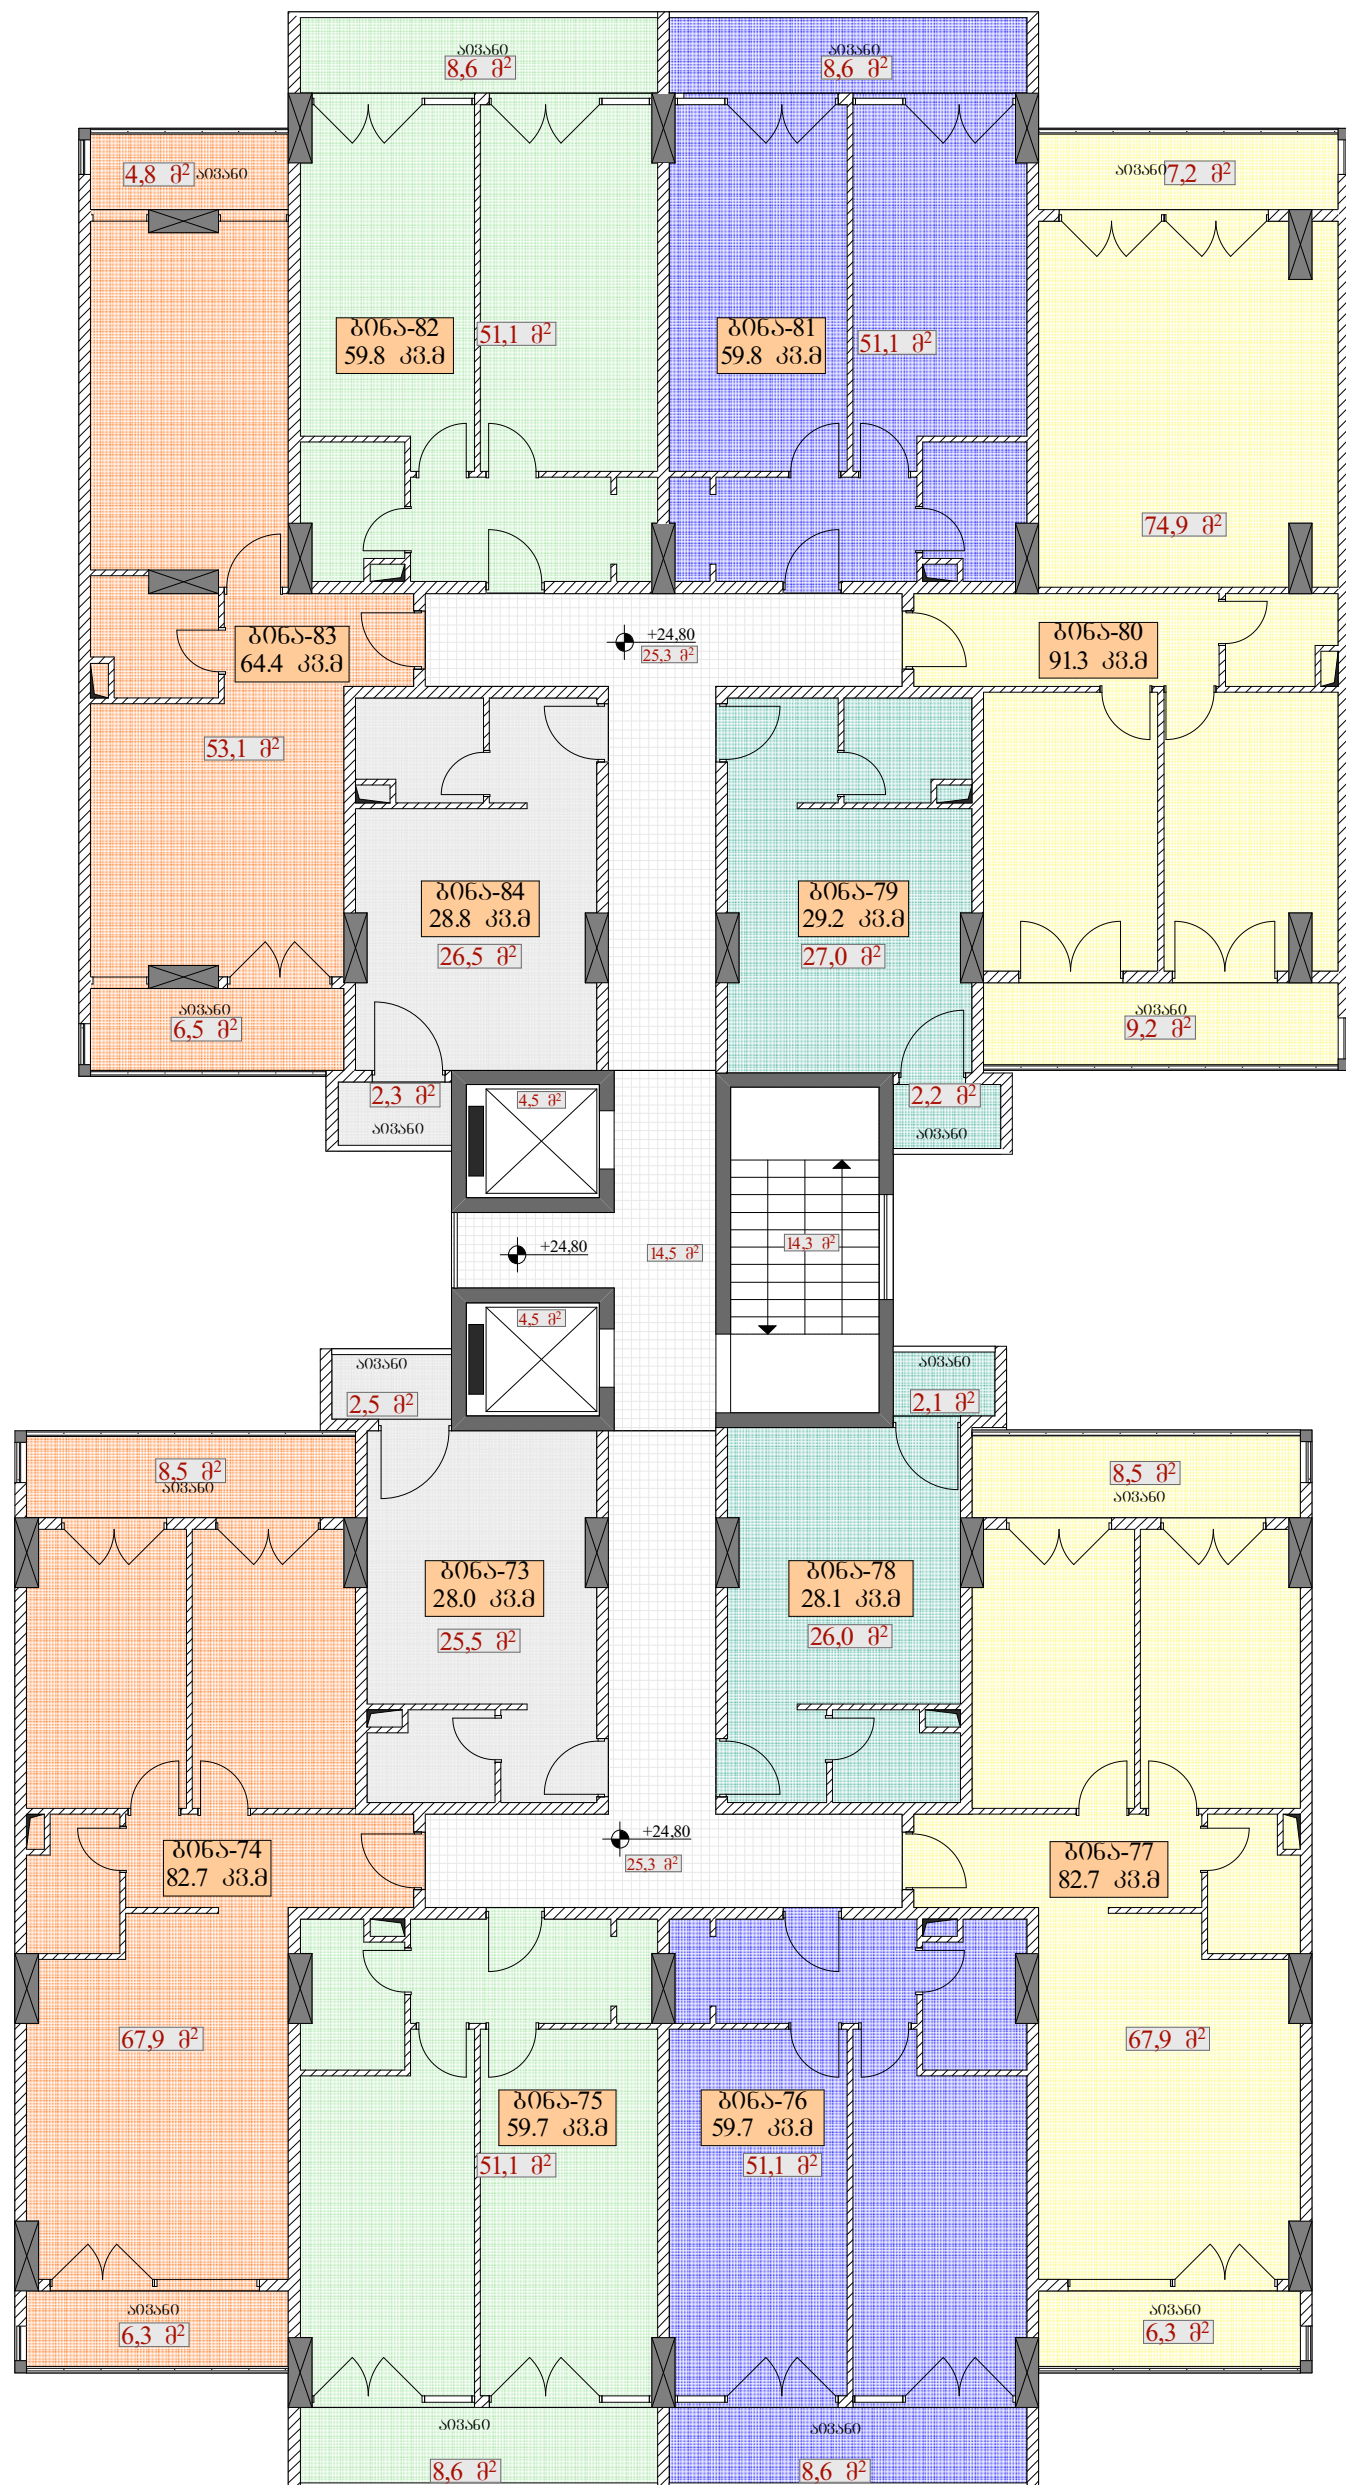 აივანი
8,6 მ²
აივანი
8,6 მ²
4,8 მ² აივანი
აივანი 7,2 მ²
ბინა-82
59.8 კვ.მ
51,1 მ²
ბინა-81
59.8 კვ.მ
51,1 მ²
74,9 მ²
ბინა-83
64.4 კვ.მ
+24,80
25,3 მ²
ბინა-80
91.3 კვ.მ
53,1 მ²
ბინა-84
28.8 კვ.მ
26,5 მ²
ბინა-79
29.2 კვ.მ
27,0 მ²
აივანი
6,5 მ²
აივანი
9,2 მ²
2,3 მ²
აივანი
4,5 მ²
2,2 მ²
აივანი
+24,80
14,5 მ²
14,3 მ²
4,5 მ²
აივანი
2,5 მ²
აივანი
2,1 მ²
8,5 მ²
აივანი
8,5 მ²
აივანი
ბინა-73
28.0 კვ.მ
25,5 მ²
ბინა-78
28.1 კვ.მ
26,0 მ²
ბინა-74
82.7 კვ.მ
+24,80
25,3 მ²
ბინა-77
82.7 კვ.მ
67,9 მ²
67,9 მ²
ბინა-75
59.7 კვ.მ
51,1 მ²
ბინა-76
59.7 კვ.მ
51,1 მ²
აივანი
6,3 მ²
აივანი
6,3 მ²
აივანი
8,6 მ²
აივანი
8,6 მ²